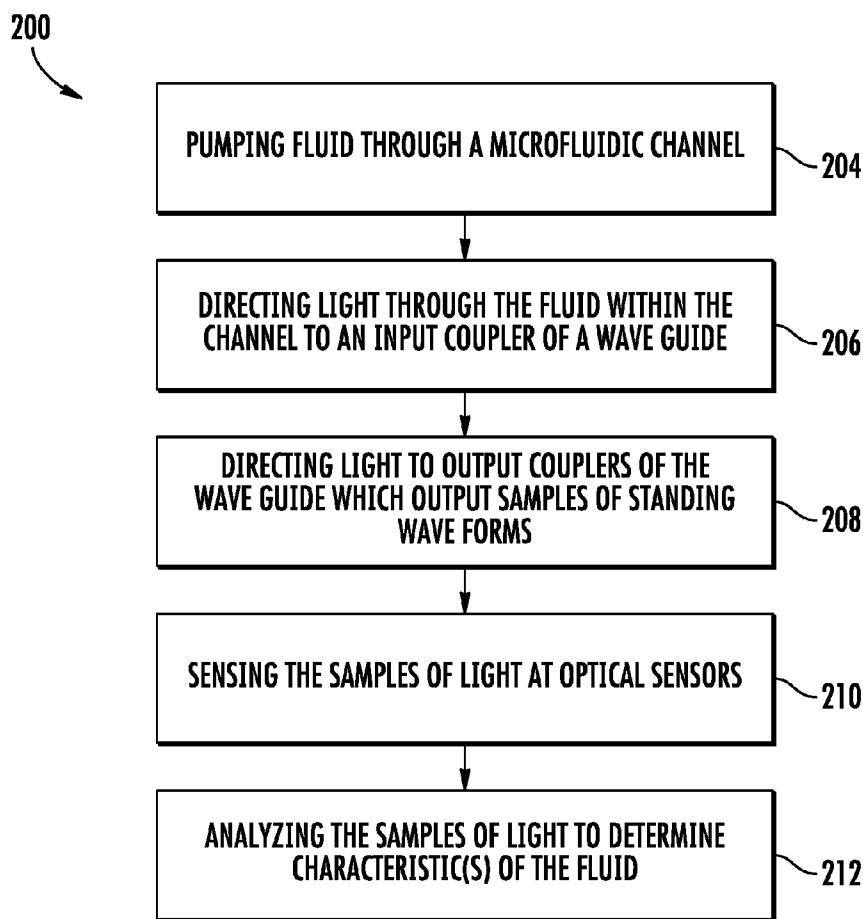 200
PUMPING FLUID THROUGH A MICROFLUIDIC CHANNEL
204
DIRECTING LIGHT THROUGH THE FLUID WITHIN THE
CHANNEL TO AN INPUT COUPLER OF A WAVE GUIDE
206
DIRECTING LIGHT TO OUTPUT COUPLERS OF THE
WAVE GUIDE WHICH OUTPUT SAMPLES OF STANDING
WAVE FORMS
208
SENSING THE SAMPLES OF LIGHT AT OPTICAL SENSORS
210
ANALYZING THE SAMPLES OF LIGHT TO DETERMINE
CHARACTERISTIC(S) OF THE FLUID
212